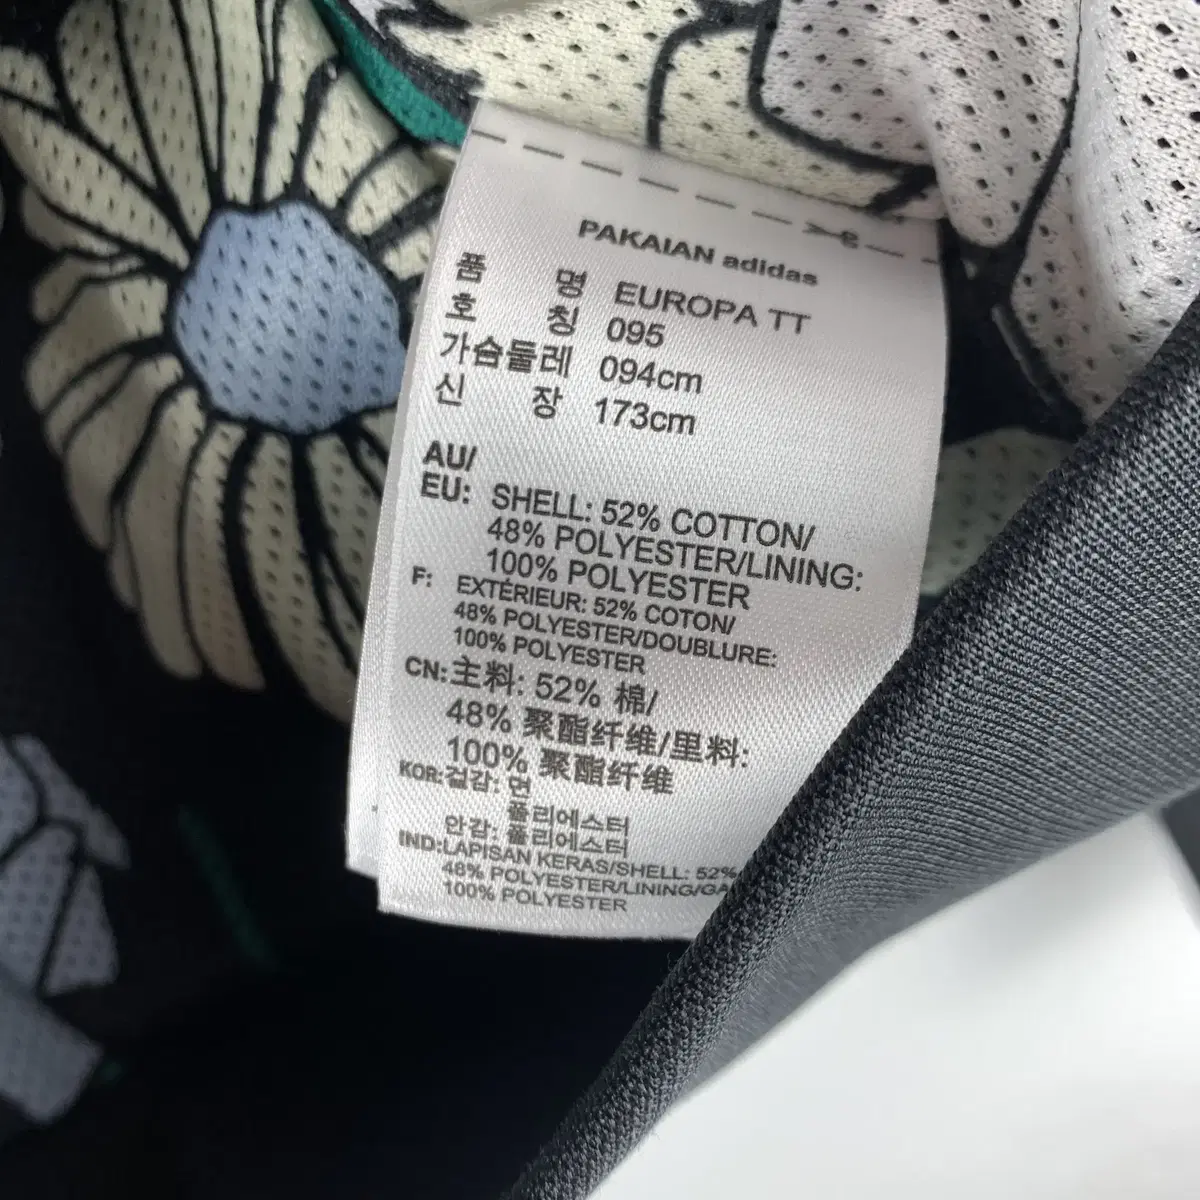 PAKAIAN adidas
품 명 EUROPA TT
호 칭 095
가슴둘레 094cm
신 장 173cm
AU/
EU: SHELL: 52% COTTON/
48% POLYESTER/LINING:
100% POLYESTER
F: EXTÉRIEUR: 52% COTON/
48% POLYESTER/DOUBLURE:
100% POLYESTER
CN: 主料: 52% 棉/
48% 聚酯纤维/里料:
100% 聚酯纤维
KOR: 겉감: 면
폴리에스터
안감: 폴리에스터
IND: LAPISAN KERAS/SHELL: 52%
48% POLYESTER/LINING/GA
100% POLYESTER